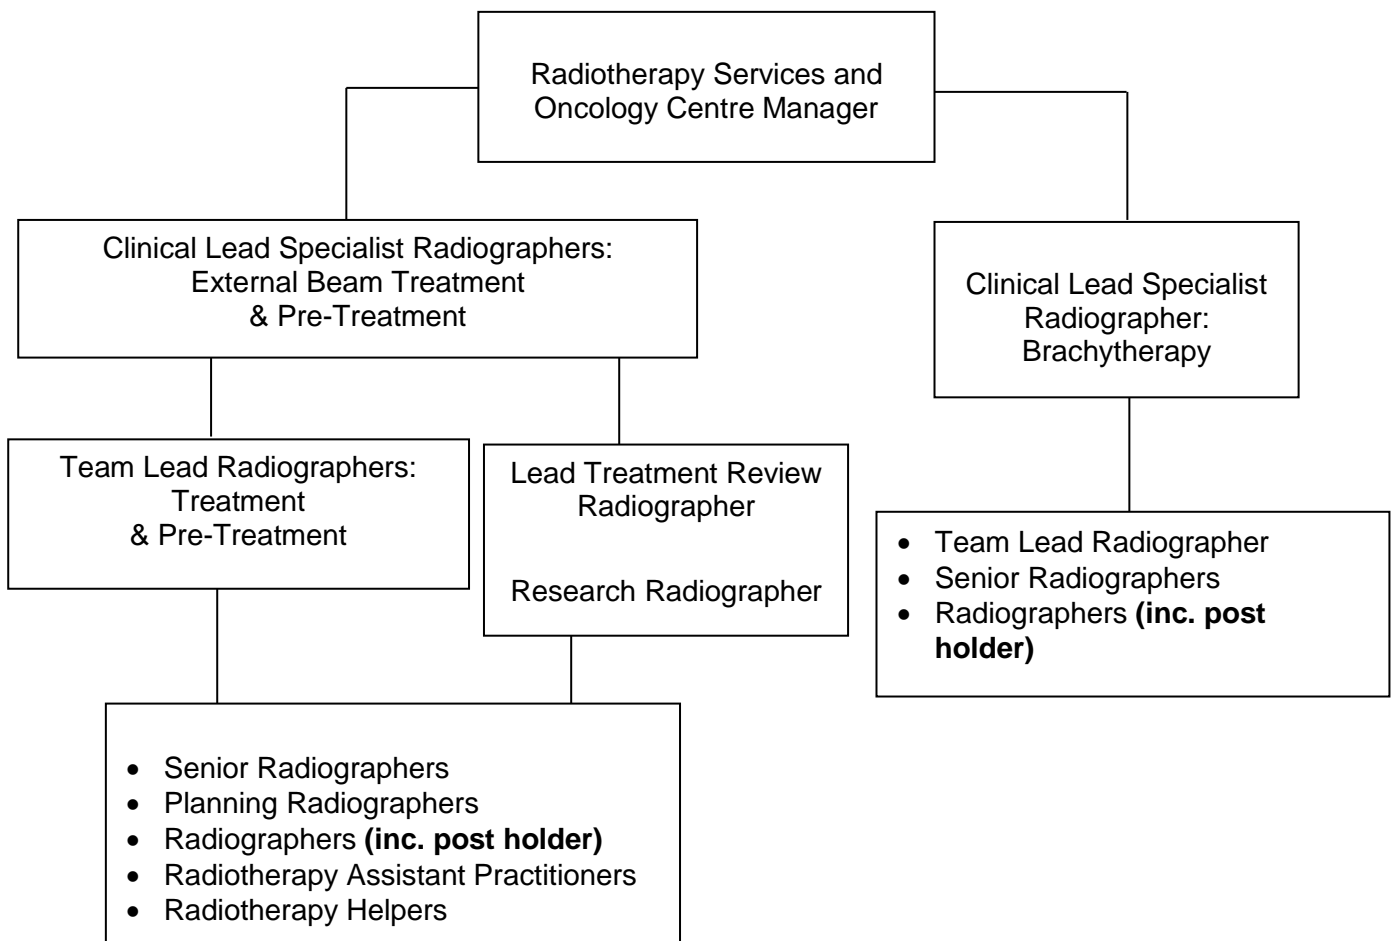 Radiotherapy Services and
Oncology Centre Manager
Clinical Lead Specialist Radiographers:
External Beam Treatment
& Pre-Treatment
Clinical Lead Specialist
Radiographer:
Brachytherapy
Team Lead Radiographers:
Treatment
& Pre-Treatment
Lead Treatment Review
Radiographer
Research Radiographer
• Team Lead Radiographer
• Senior Radiographers
• Radiographers (inc. post
holder)
• Senior Radiographers
• Planning Radiographers
• Radiographers (inc. post holder)
• Radiotherapy Assistant Practitioners
• Radiotherapy Helpers